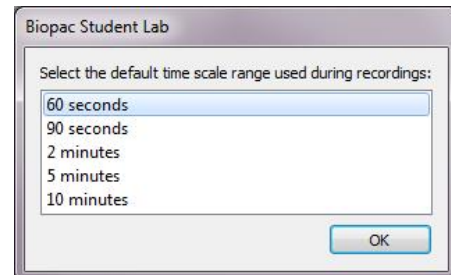 Biopac Student Lab
Select the default time scale range used during recordings:
60 seconds
90 seconds
2 minutes
5 minutes
10 minutes
OK